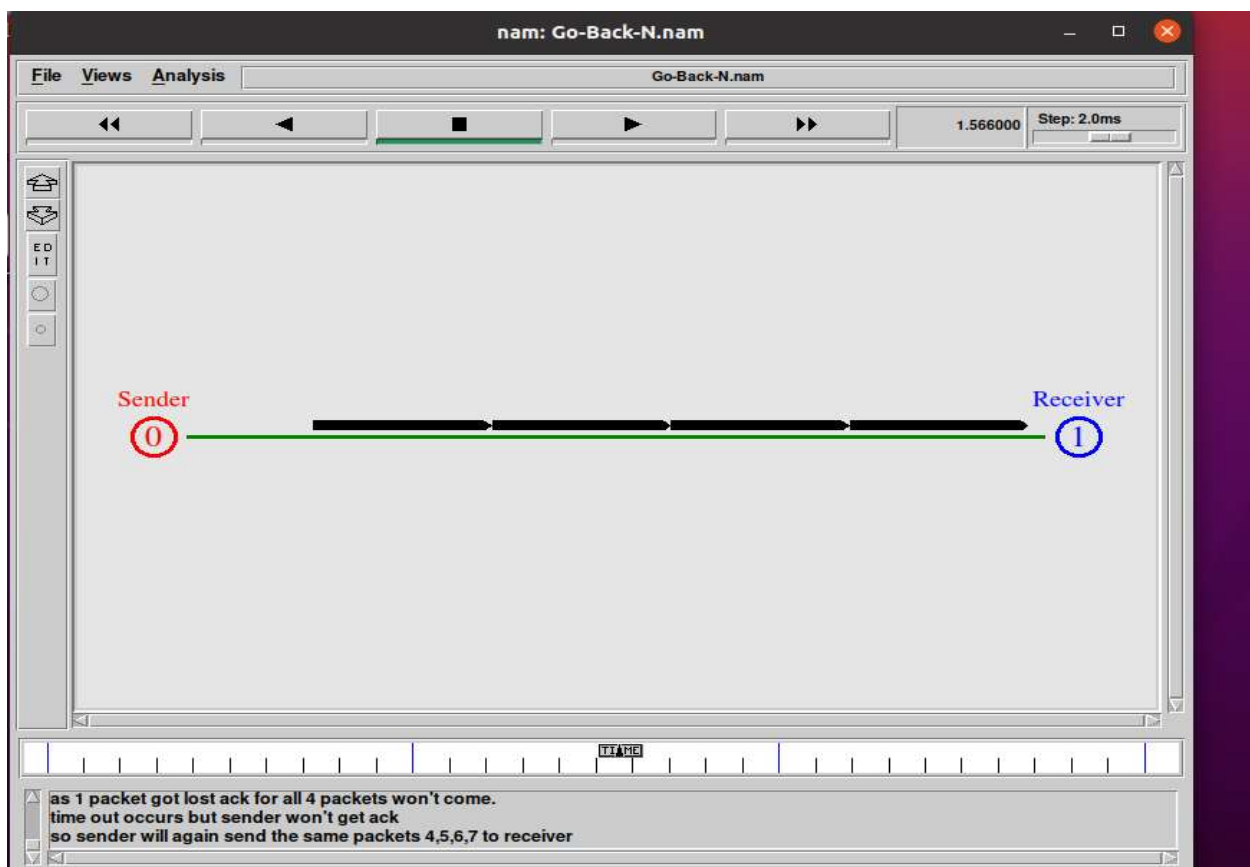 nam: Go-Back-N.nam
File Views Analysis Go-Back-N.nam
1.566000 Step: 2.0ms
ED
IT
Sender Receiver
0 1
TIME
as 1 packet got lost ack for all 4 packets won't come.
time out occurs but sender won't get ack
so sender will again send the same packets 4,5,6,7 to receiver